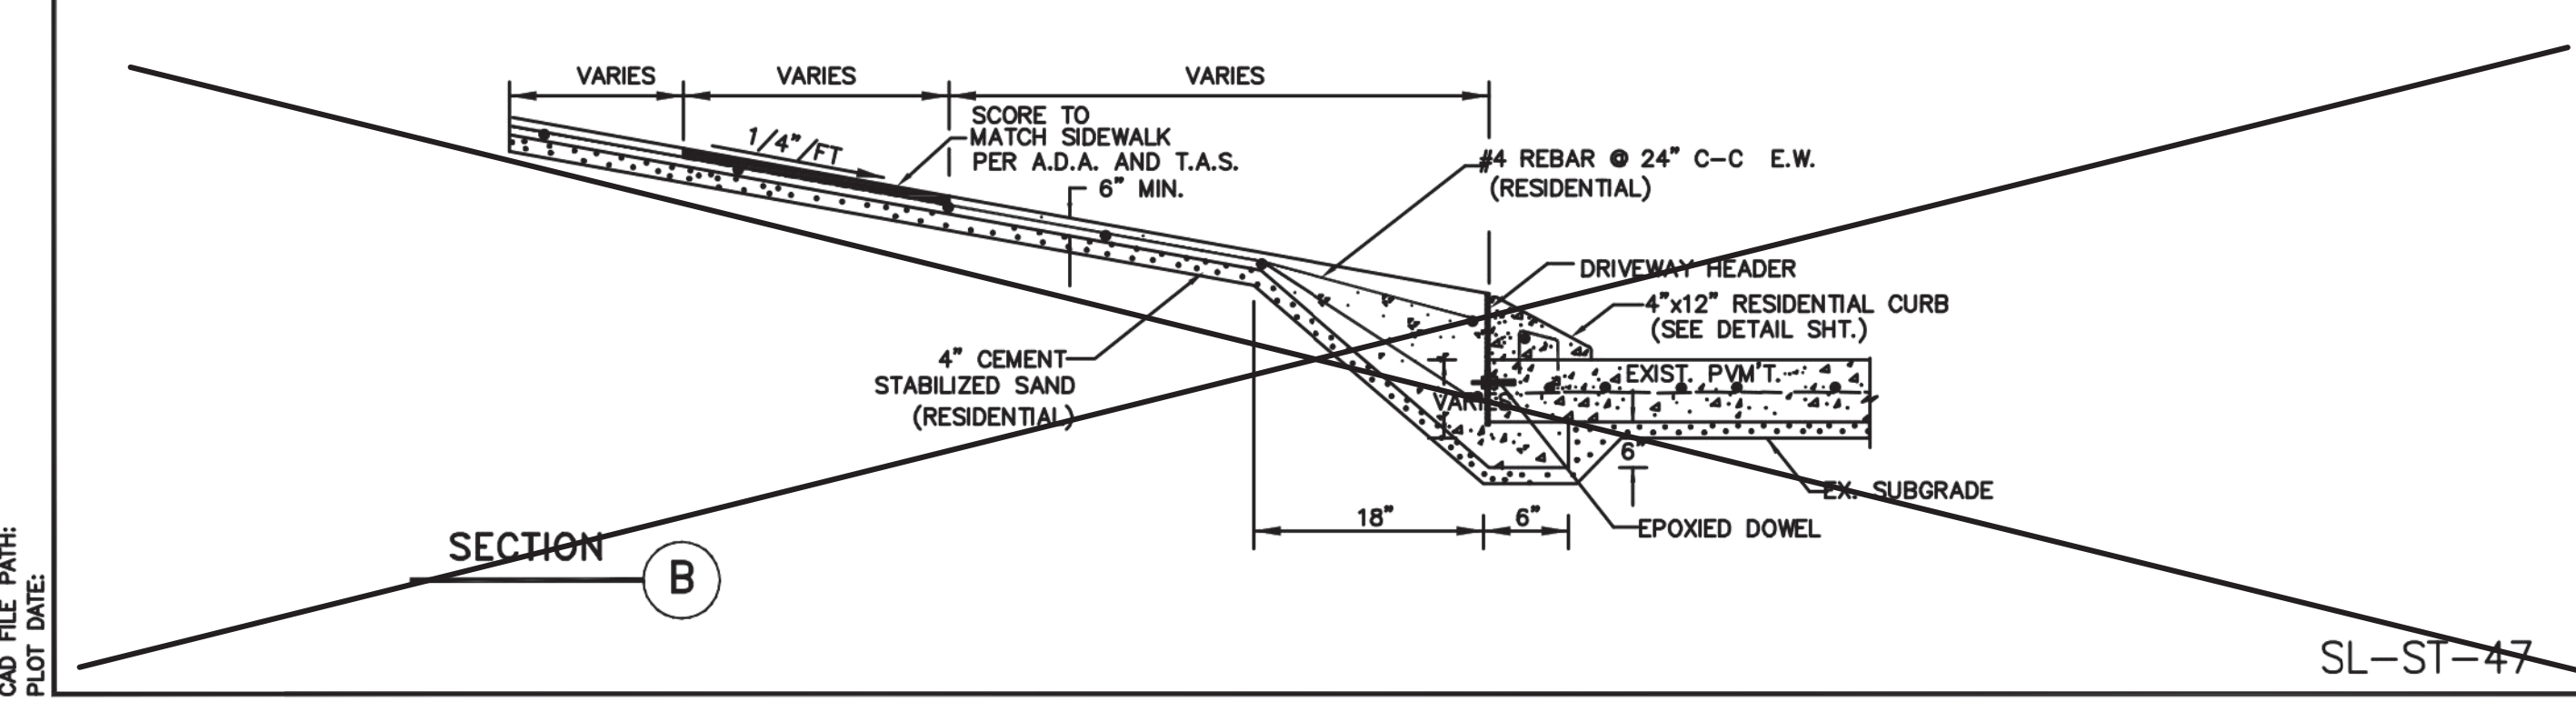 VARIES
VARIES
VARIES
SCORE TO
MATCH SIDEWALK
PER A.D.A. AND T.A.S.
1/4"/FT
6" MIN.
#4 REBAR @ 24" C-C E.W.
(RESIDENTIAL)
DRIVEWAY HEADER
4"x12" RESIDENTIAL CURB
(SEE DETAIL SHT.)
4" CEMENT
STABILIZED SAND
(RESIDENTIAL)
EXIST. PVM'T.
VARIES
6"
EX. SUBGRADE
18"
6"
EPOXIED DOWEL
SECTION
B
SL-ST-47
CAD FILE PATH:
PLOT DATE: